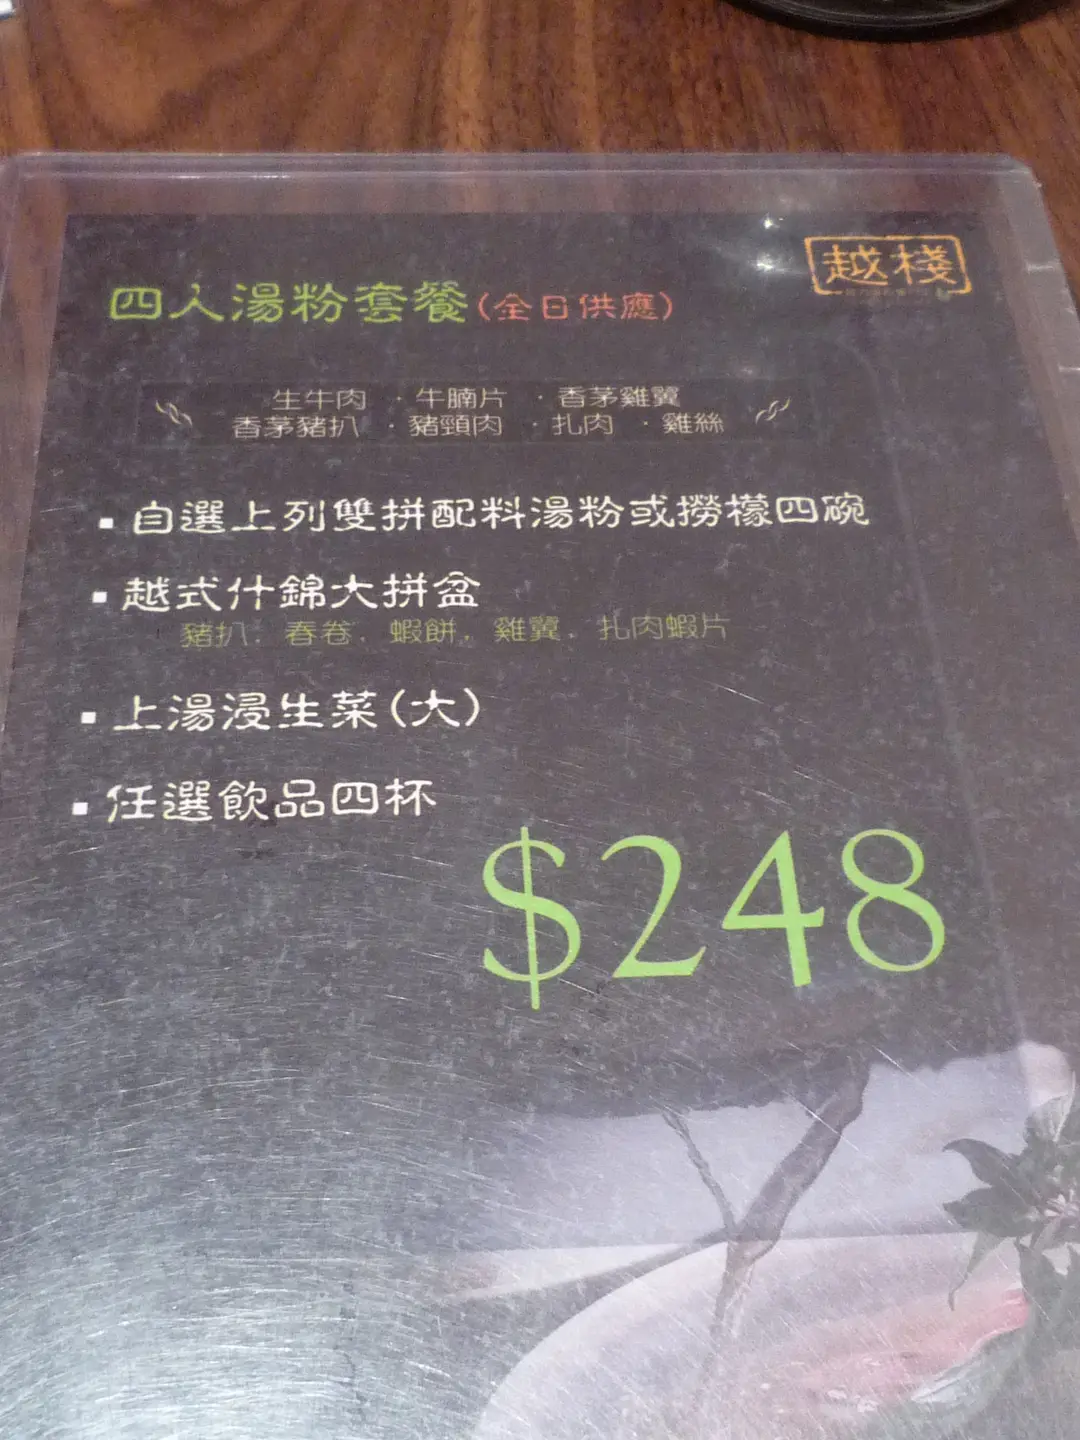 越棧
四人湯粉套餐(全日供應)
生牛肉 ·牛腩片 ·香茅雞翼
香茅豬扒 ·豬頸肉 ·扎肉 ·雞絲
▪ 自選上列雙拼配料湯粉或撈檬四碗
▪ 越式什錦大拼盆
豬扒, 春卷, 蝦餅, 雞翼, 扎肉蝦片
▪ 上湯浸生菜(大)
▪ 任選飲品四杯
$248